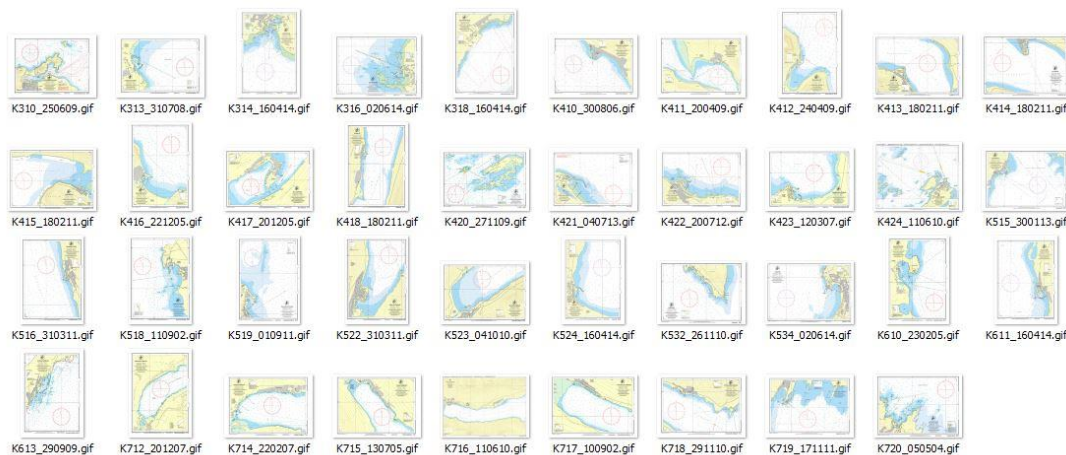 K310_250609.gif K313_310708.gif K314_160414.gif K316_020614.gif K318_160414.gif K410_300806.gif K411_200409.gif K412_240409.gif K413_180211.gif K414_180211.gif
K415_180211.gif K416_221205.gif K417_201205.gif K418_180211.gif K420_271109.gif K421_040713.gif K422_200712.gif K423_120307.gif K424_110610.gif K515_300113.gif
K516_310311.gif K518_110902.gif K519_010911.gif K522_310311.gif K523_041010.gif K524_160414.gif K532_261110.gif K534_020614.gif K610_230205.gif K611_160414.gif
K613_290909.gif K712_201207.gif K714_220207.gif K715_130705.gif K716_110610.gif K717_100902.gif K718_291110.gif K719_171111.gif K720_050504.gif